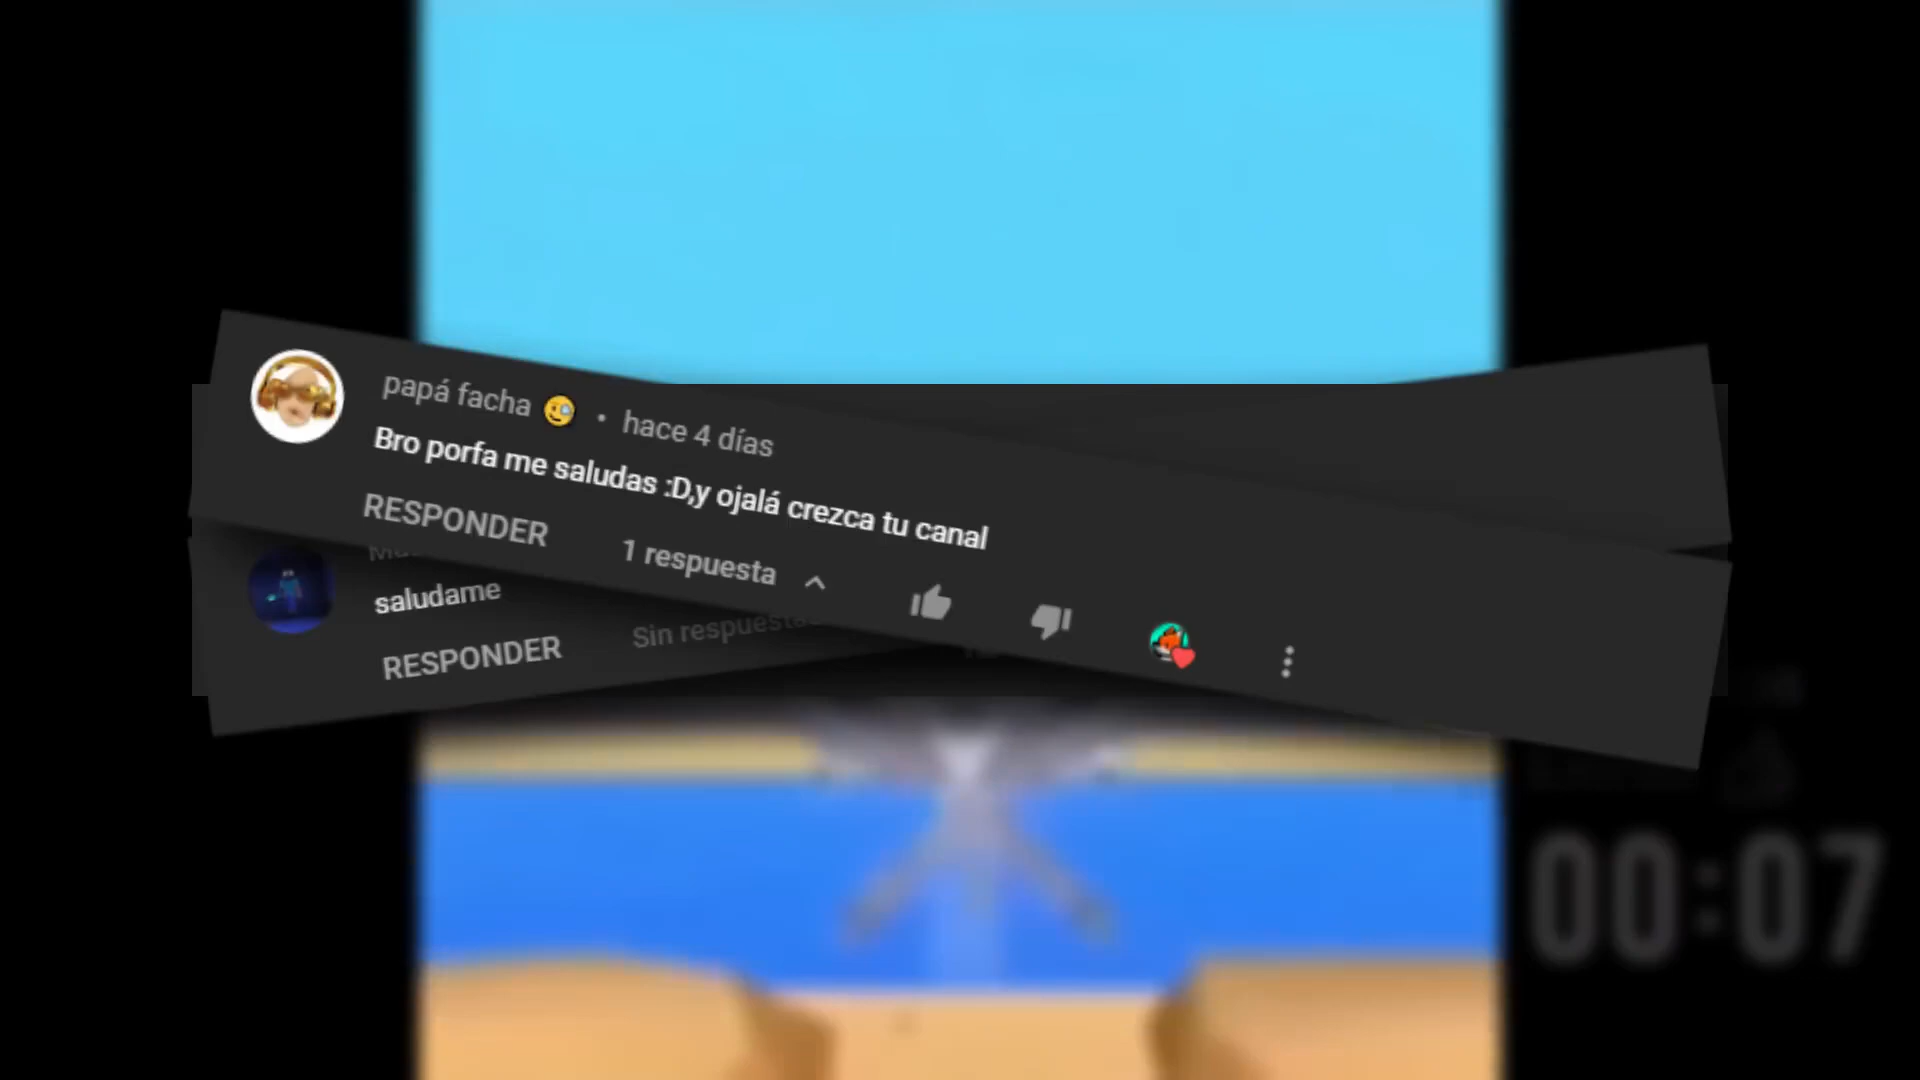 papá facha 🧐 • hace 4 días
Bro porfa me saludas :D,y ojalá crezca tu canal
RESPONDER 1 respuesta
saludame
RESPONDER Sin respuesta
00:07